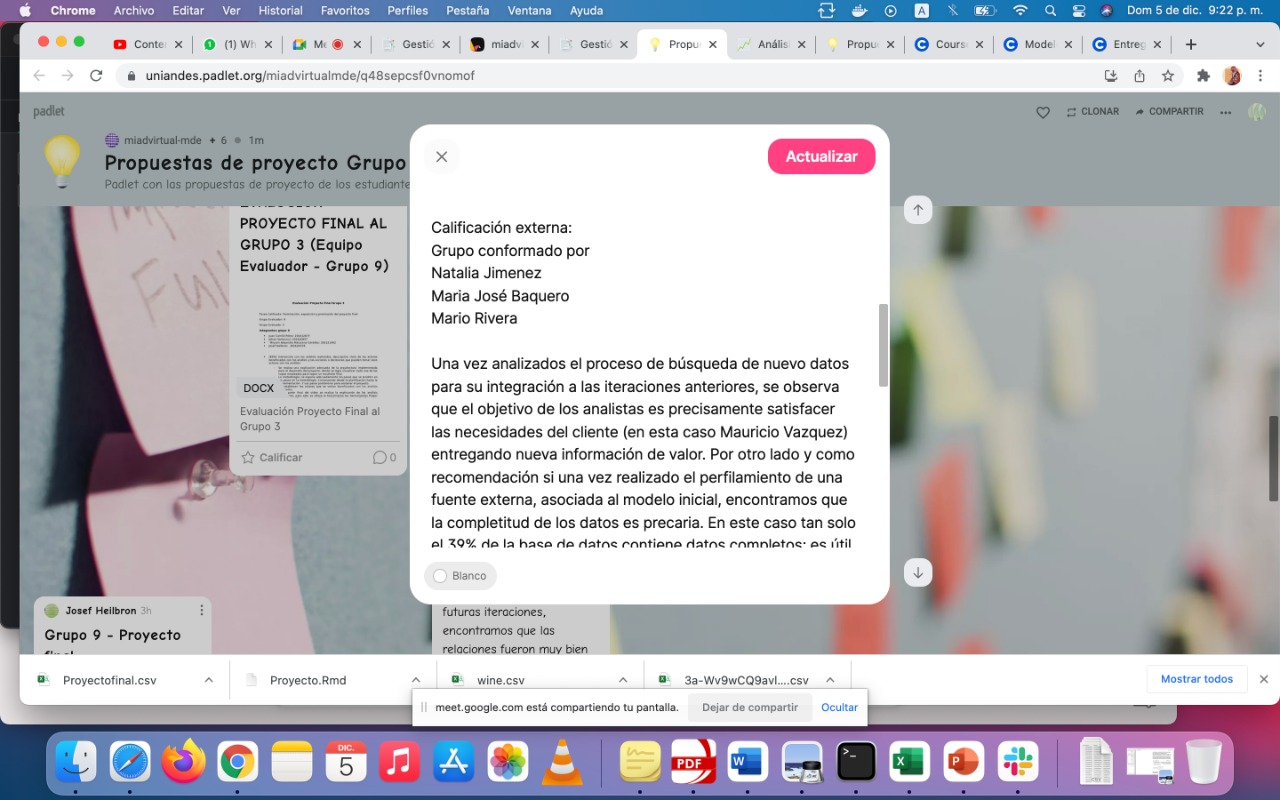 Chrome Archivo Editar Ver Historial Favoritos Perfiles Pestaña Ventana Ayuda
A
Dom 5 de dic. 9:22 p. m.
Conte
(1) Wh
Me
Gesti
miadvi
Gestió
Propu
Anális
Propu
Course
Model
Entreg
uniandes.padlet.org/miadvirtualmde/q48sepcsf0vnomof
padlet
CLONAR
COMPARTIR
miadvirtual-mde + 6 1m
Propuestas de proyecto Grupo
Padlet con las propuestas de proyecto de los estudiante
PROYECTO FINAL AL
GRUPO 3 (Equipo
Evaluador - Grupo 9)
DOCX
Evaluación Proyecto Final al
Grupo 3
Calificar
0
Actualizar
Calificación externa:
Grupo conformado por
Natalia Jimenez
Maria José Baquero
Mario Rivera
Una vez analizados el proceso de búsqueda de nuevo datos
para su integración a las iteraciones anteriores, se observa
que el objetivo de los analistas es precisamente satisfacer
las necesidades del cliente (en esta caso Mauricio Vazquez)
entregando nueva información de valor. Por otro lado y como
recomendación si una vez realizado el perfilamiento de una
fuente externa, asociada al modelo inicial, encontramos que
la completitud de los datos es precaria. En este caso tan solo
el 39% de la base de datos contiene datos completos; es útil
Blanco
Josef Heilbron 3h
Grupo 9 - Proyecto
final
futuras iteraciones,
encontramos que las
relaciones fueron muy bien
Proyectofinal.csv
Proyecto.Rmd
wine.csv
3a-Wv9wCQ9avl....csv
Mostrar todos
meet.google.com está compartiendo tu pantalla.
Dejar de compartir
Ocultar
DIC.
5
PDF